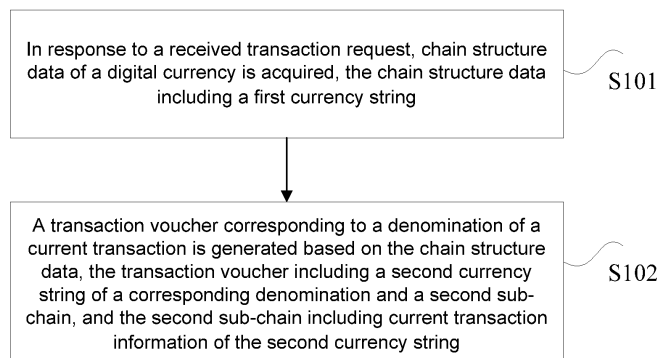 In response to a received transaction request, chain structure
data of a digital currency is acquired, the chain structure data
including a first currency string
S101
A transaction voucher corresponding to a denomination of a
current transaction is generated based on the chain structure
data, the transaction voucher including a second currency
string of a corresponding denomination and a second sub-
chain, and the second sub-chain including current transaction
information of the second currency string
S102